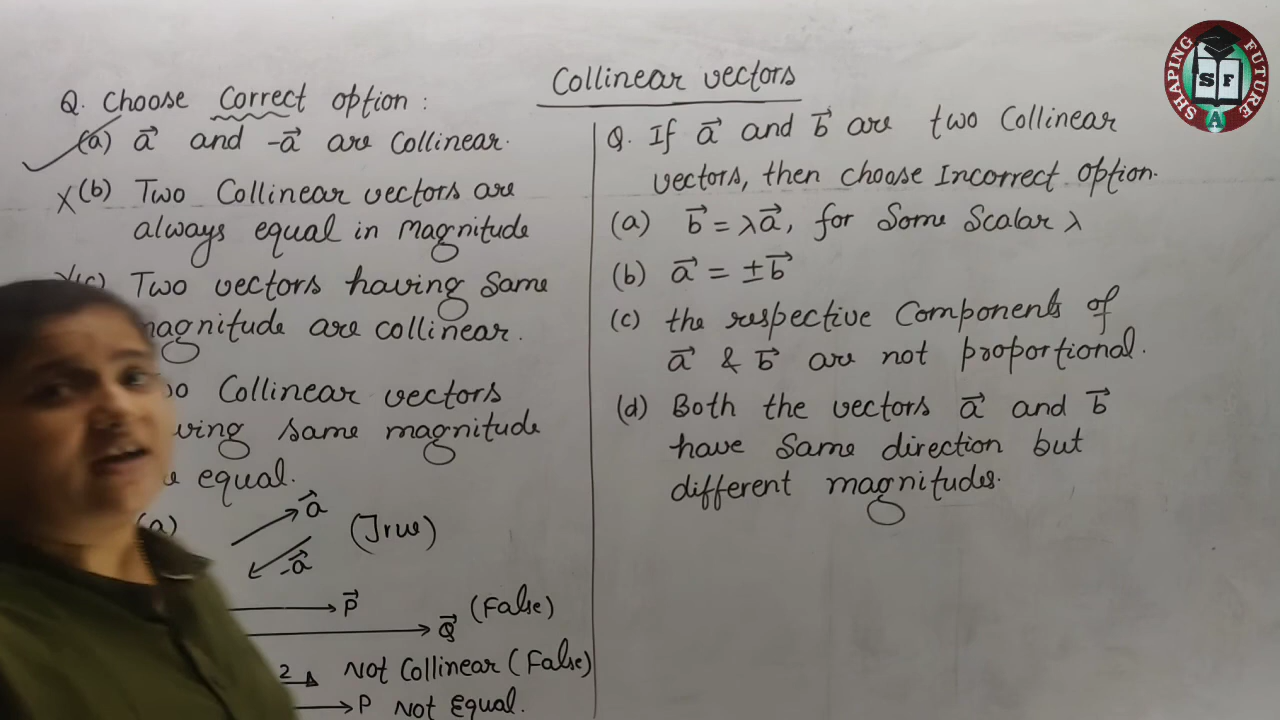 Collinear vectors
Q. Choose Correct option :
(a) a⃗ and -a⃗ are Collinear.
(b) Two Collinear vectors are
always equal in magnitude
(c) Two vectors having same
magnitude are collinear.
Collinear vectors
same magnitude
equal.
(a) a⃗ -a⃗ (True)
P⃗
Q⃗ (False)
2 Not Collinear (False)
P Not Equal.
Q. If a⃗ and b⃗ are two Collinear
vectors, then choose Incorrect option.
(a) b⃗ = λa⃗, for Some Scalar λ
(b) a⃗ = ±b⃗
(c) the respective Components of
a⃗ & b⃗ are not proportional.
(d) Both the vectors a⃗ and b⃗
have same direction but
different magnitudes.
SHAPING FUTURE
S F
A